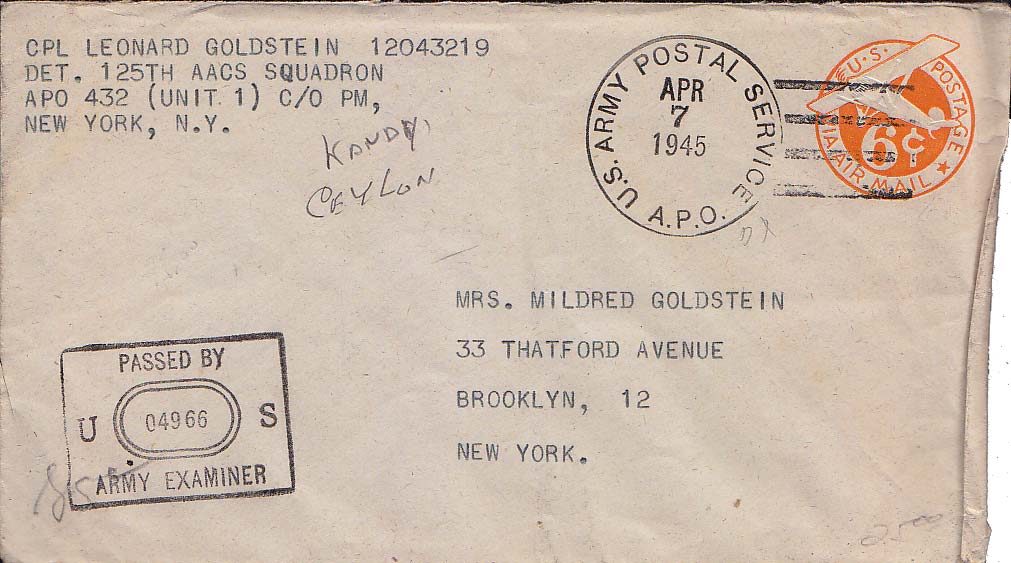 CPL LEONARD GOLDSTEIN 12043219
DET. 125TH AACS SQUADRON
APO 432 (UNIT 1) C/O PM,
NEW YORK, N.Y.
KANDY,
CEYLON
U.S. ARMY POSTAL SERVICE
APR
7
1945
A.P.O.
U.S. POSTAGE
6¢
VIA AIR MAIL
MRS. MILDRED GOLDSTEIN
33 THATFORD AVENUE
BROOKLYN, 12
NEW YORK.
PASSED BY
U 04966 S
ARMY EXAMINER